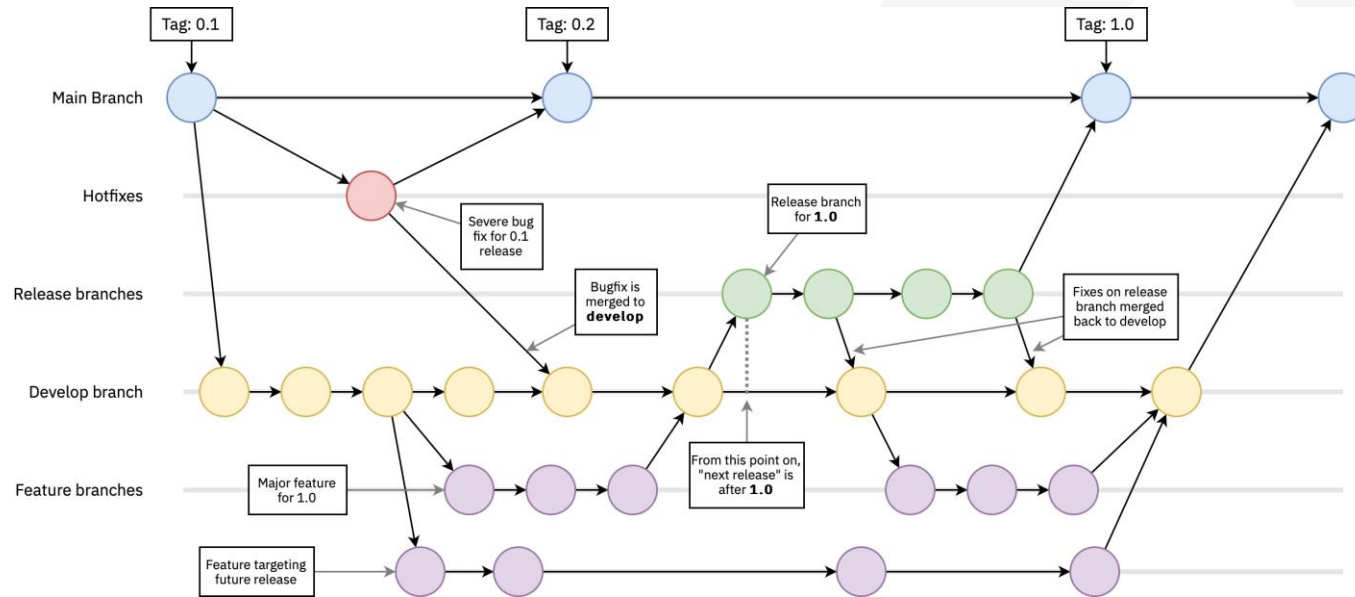 Tag: 0.1
Tag: 0.2
Tag: 1.0
Main Branch
Hotfixes
Severe bug
fix for 0.1
release
Release branch
for 1.0
Release branches
Bugfix is
merged to
develop
Fixes on release
branch merged
back to develop
Develop branch
Major feature
for 1.0
From this point on,
"next release" is
after 1.0
Feature branches
Feature targeting
future release